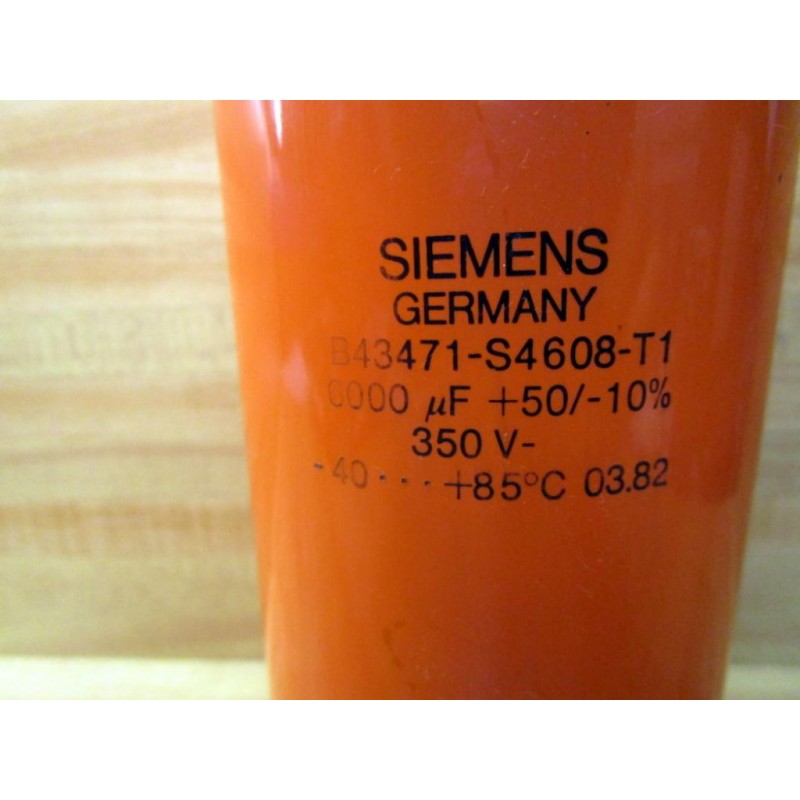 SIEMENS
GERMANY
B43471-S4608-T1
6000 µF +50/-10%
350 V-
-40 ··· +85°C 03.82